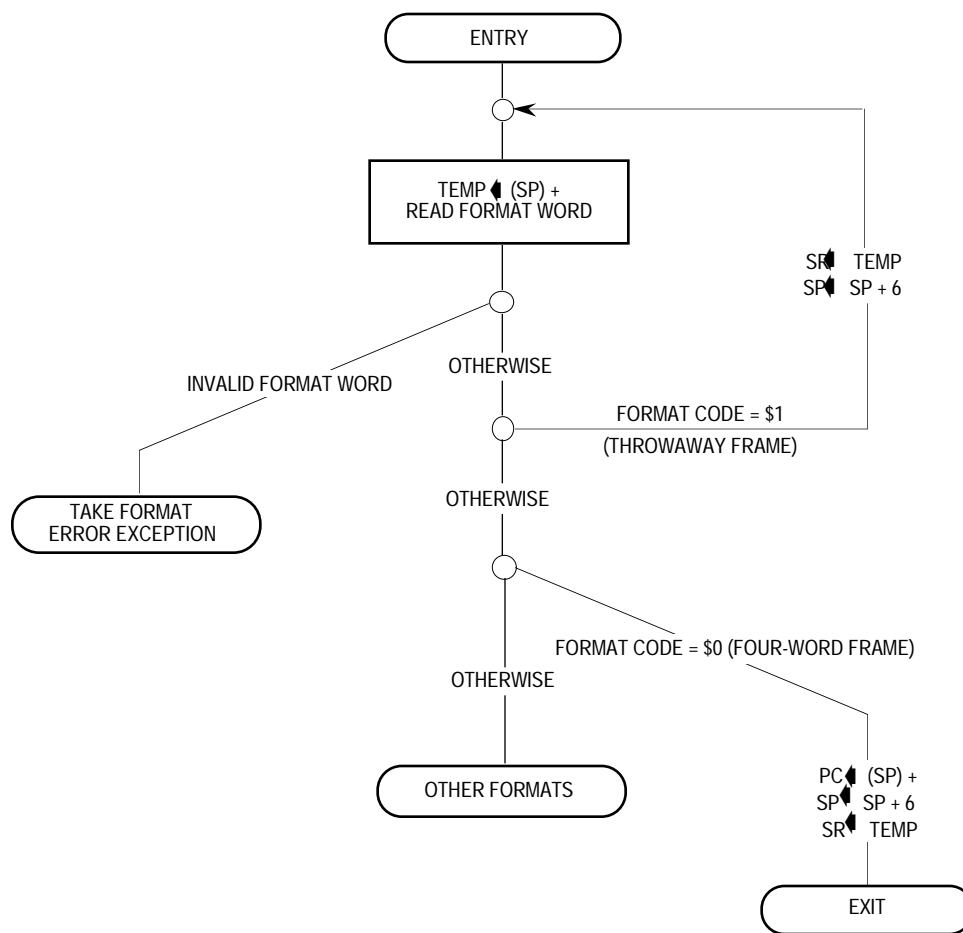 ENTRY
TEMP (SP) +
READ FORMAT WORD
SR TEMP
SP SP + 6
OTHERWISE
INVALID FORMAT WORD
FORMAT CODE = $1
(THROWAWAY FRAME)
OTHERWISE
TAKE FORMAT
ERROR EXCEPTION
FORMAT CODE = $0 (FOUR-WORD FRAME)
OTHERWISE
PC (SP) +
SP SP + 6
SR TEMP
OTHER FORMATS
EXIT